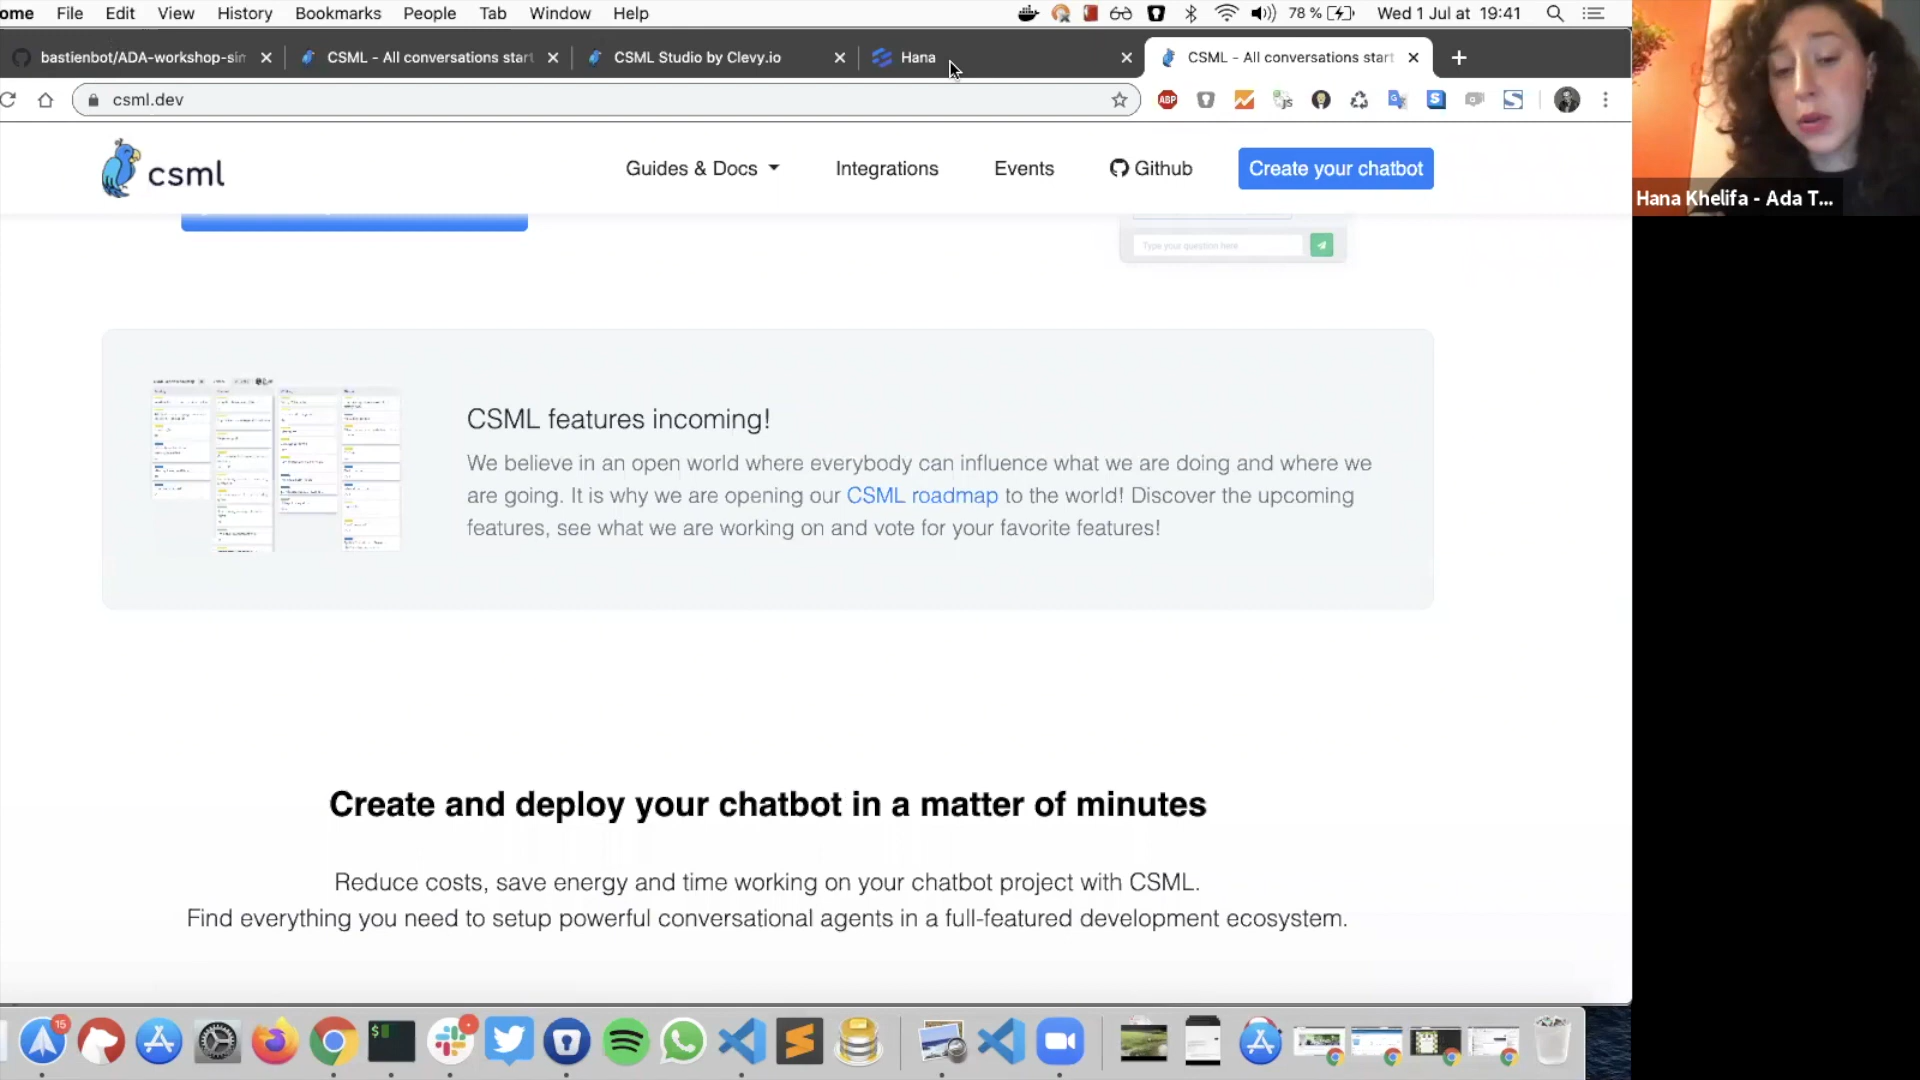 ome File Edit View History Bookmarks People Tab Window Help 78 % Wed 1 Jul at 19:41
bastienbot/ADA-workshop-sim CSML - All conversations start CSML Studio by Clevy.io Hana CSML - All conversations start
csml.dev ABP
csml Guides & Docs Integrations Events Github Create your chatbot
Hana Khelifa - Ada T...
Type your question here
CSML features incoming!
We believe in an open world where everybody can influence what we are doing and where we
are going. It is why we are opening our CSML roadmap to the world! Discover the upcoming
features, see what we are working on and vote for your favorite features!
Create and deploy your chatbot in a matter of minutes
Reduce costs, save energy and time working on your chatbot project with CSML.
Find everything you need to setup powerful conversational agents in a full-featured development ecosystem.
15